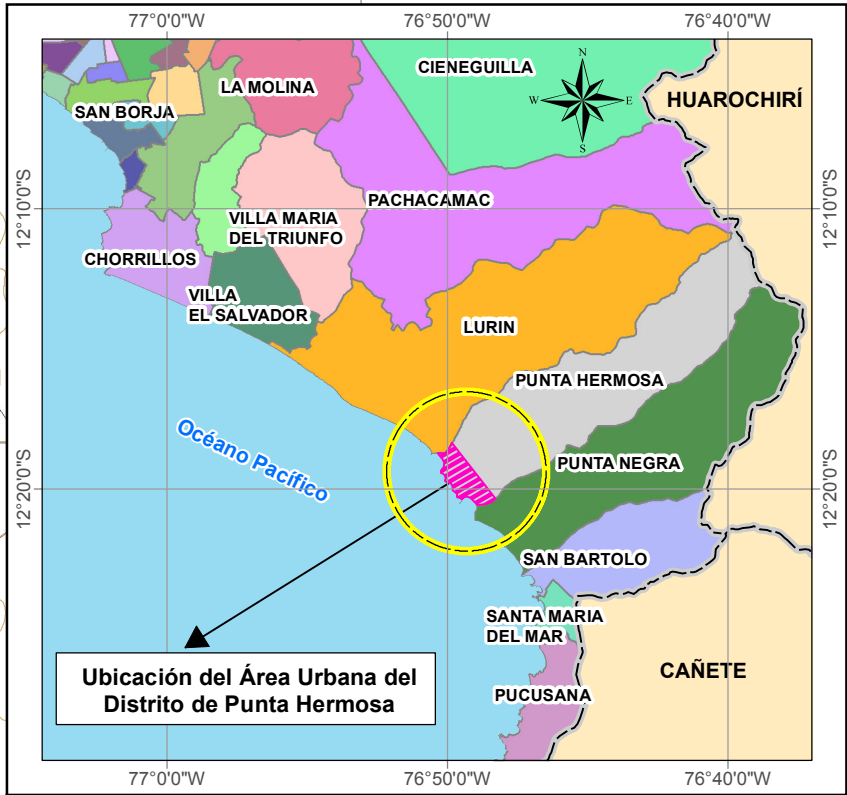 77°0'0"W
76°50'0"W
76°40'0"W
CIENEGUILLA
LA MOLINA
N
HUAROCHIRÍ
W
E
SAN BORJA
S
12°10'0"S
12°10'0"S
PACHACAMAC
VILLA MARIA
DEL TRIUNFO
CHORRILLOS
VILLA
EL SALVADOR
LURIN
PUNTA HERMOSA
Océano Pacífico
PUNTA NEGRA
12°20'0"S
12°20'0"S
SAN BARTOLO
SANTA MARIA
DEL MAR
Ubicación del Área Urbana del
Distrito de Punta Hermosa
CAÑETE
PUCUSANA
77°0'0"W
76°50'0"W
76°40'0"W